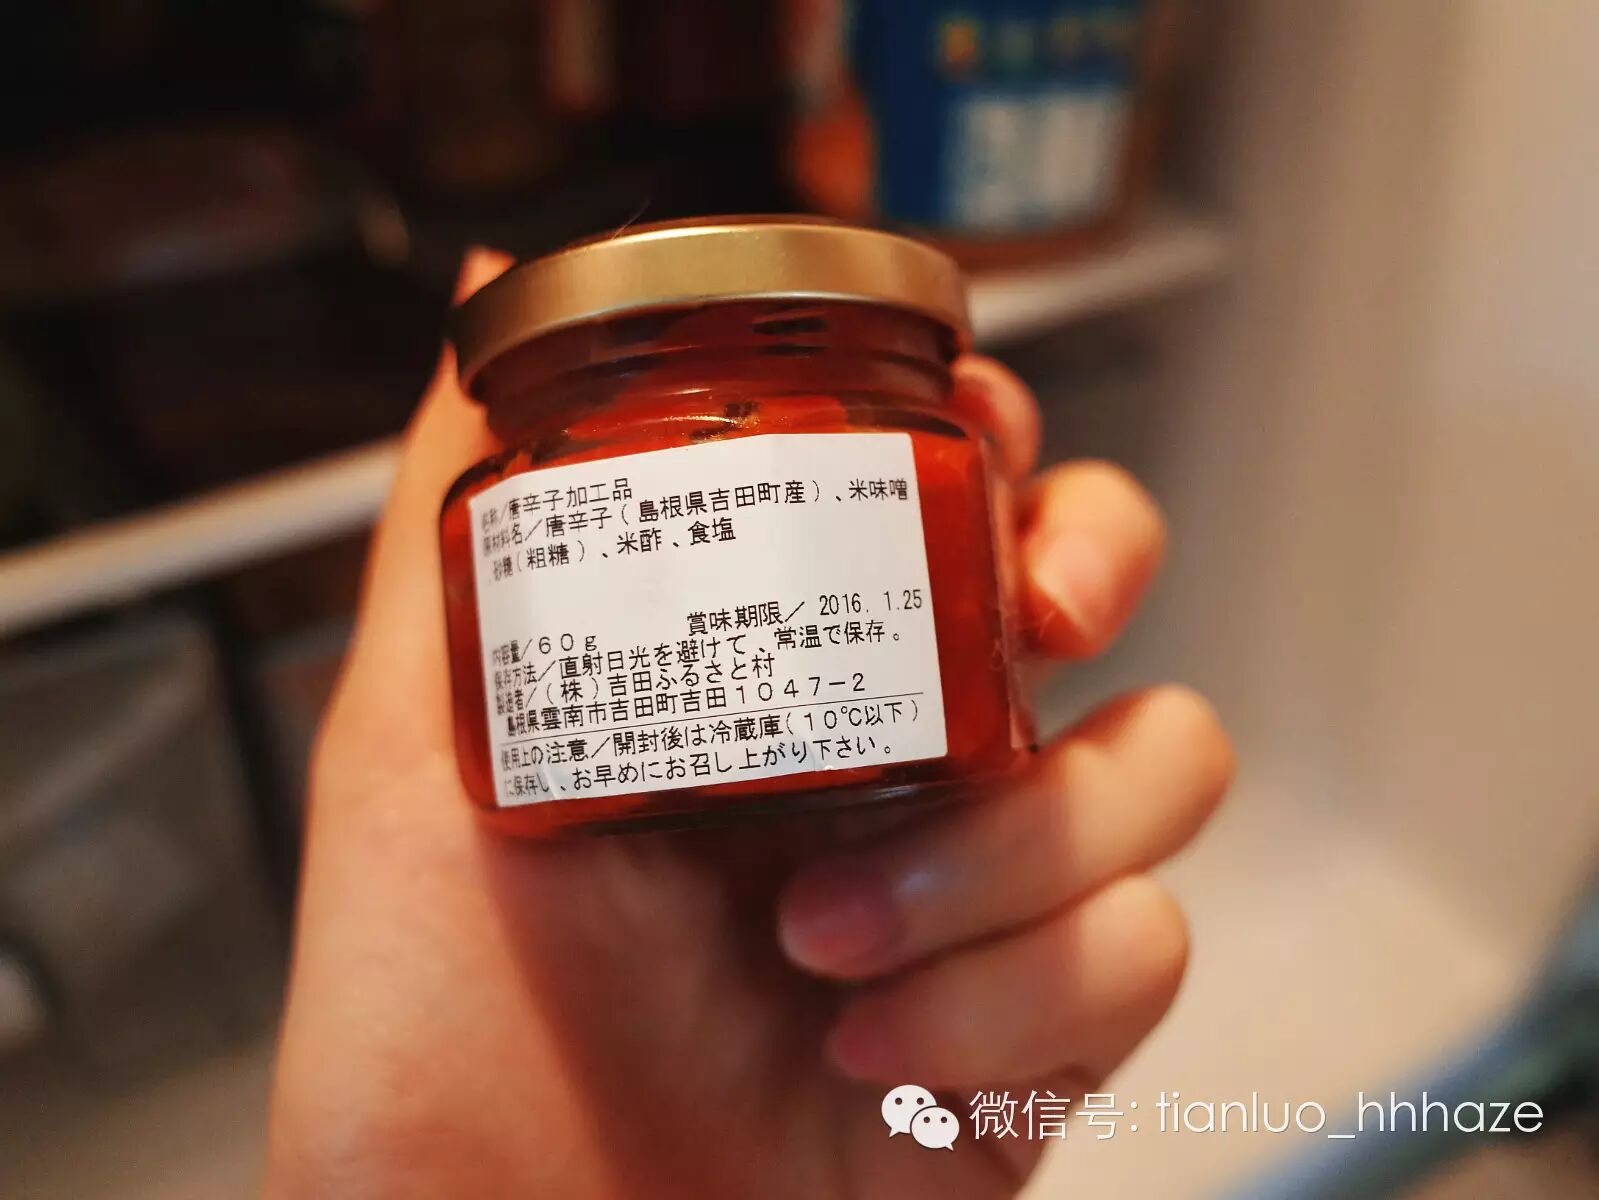 名称／唐辛子加工品
原材料名／唐辛子（島根県吉田町産）、米味噌
、砂糖（粗糖）、米酢、食塩
賞味期限／2016. 1.25
内容量／60g
保存方法／直射日光を避けて、常温で保存。
製造者／（株）吉田ふるさと村
島根県雲南市吉田町吉田1047-2
使用上の注意／開封後は冷蔵庫（10℃以下）
に保存し、お早めにお召し上がり下さい。
微信号: tianluo_hhhaze